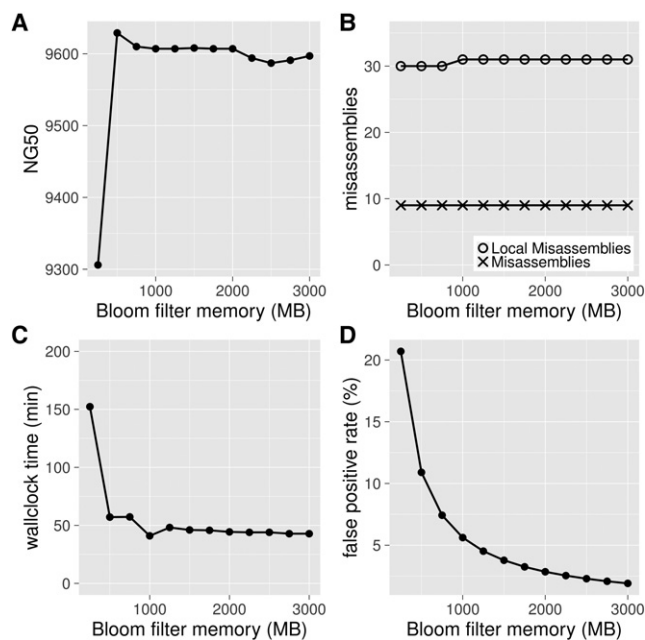 A
NG50
9600
9500
9400
9300
1000 2000 3000
Bloom filter memory (MB)
B
misassemblies
30
20
10
0
Local Misassemblies
Misassemblies
1000 2000 3000
Bloom filter memory (MB)
C
wallclock time (min)
200
150
100
50
0
1000 2000 3000
Bloom filter memory (MB)
D
false positive rate (%)
20
15
10
5
1000 2000 3000
Bloom filter memory (MB)